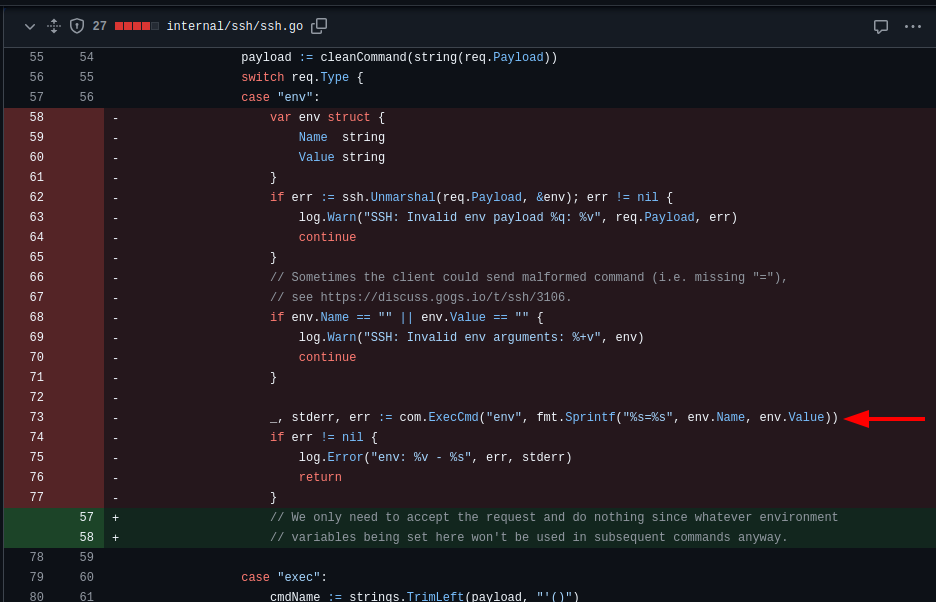 27 internal/ssh/ssh.go
55 54 payload := cleanCommand(string(req.Payload))
56 55 switch req.Type {
57 56 case "env":
58 - var env struct {
59 - Name  string
60 - Value string
61 - }
62 - if err := ssh.Unmarshal(req.Payload, &env); err != nil {
63 - log.Warn("SSH: Invalid env payload %q: %v", req.Payload, err)
64 - continue
65 - }
66 - // Sometimes the client could send malformed command (i.e. missing "="),
67 - // see https://discuss.gogs.io/t/ssh/3106.
68 - if env.Name == "" || env.Value == "" {
69 - log.Warn("SSH: Invalid env arguments: %+v", env)
70 - continue
71 - }
72 -
73 - _, stderr, err := com.ExecCmd("env", fmt.Sprintf("%s=%s", env.Name, env.Value))
74 - if err != nil {
75 - log.Error("env: %v - %s", err, stderr)
76 - return
77 - }
57 + // We only need to accept the request and do nothing since whatever environment
58 + // variables being set here won't be used in subsequent commands anyway.
78 59
79 60 case "exec":
80 61 cmdName := strings.TrimLeft(payload, "'()")